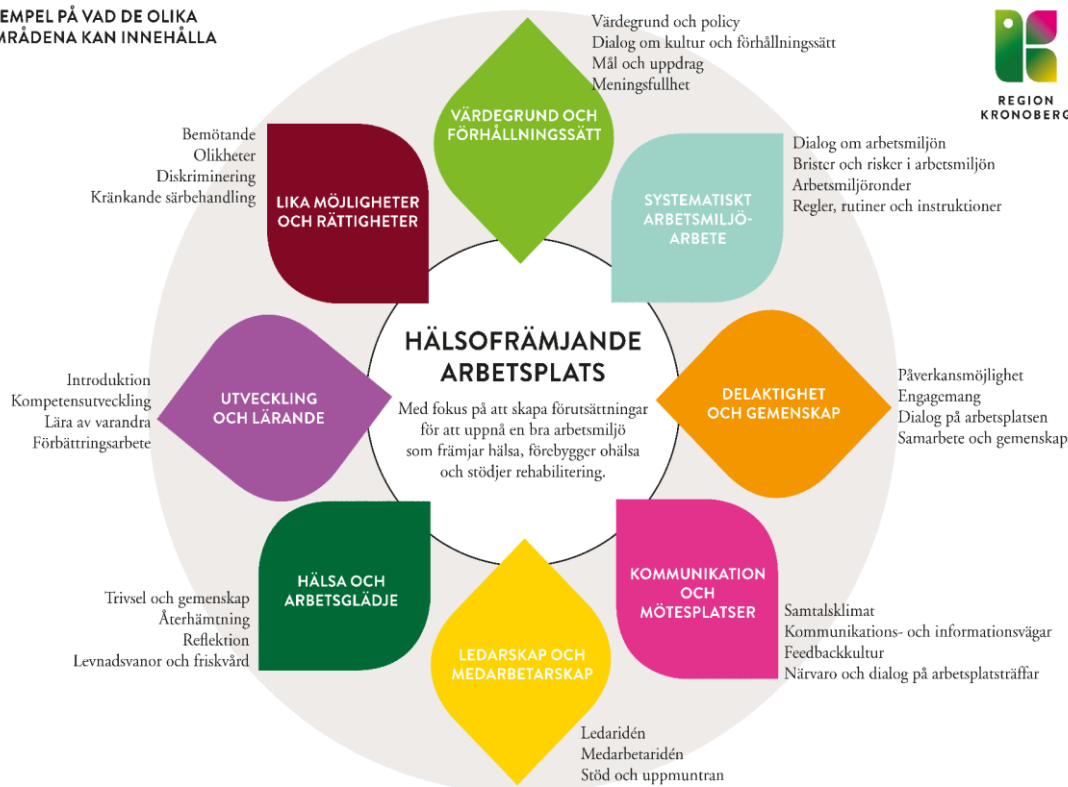 EMPEL PÅ VAD DE OLIKA
MRÅDENA KAN INNEHÅLLA
REGION
KRONOBERG
VÄRDEGRUND OCH
FÖRHÅLLNINGSSÄTT
Värdegrund och policy
Dialog om kultur och förhållningssätt
Mål och uppdrag
Meningsfullhet
SYSTEMATISKT
ARBETSMILJÖ-
ARBETE
Dialog om arbetsmiljön
Brister och risker i arbetsmiljön
Arbetsmiljöronder
Regler, rutiner och instruktioner
DELAKTIGHET
OCH GEMENSKAP
Påverkansmöjlighet
Engagemang
Dialog på arbetsplatsen
Samarbete och gemenskap
KOMMUNIKATION
OCH
MÖTESPLATSER
Samtalsklimat
Kommunikations- och informationsvägar
Feedbackkultur
Närvaro och dialog på arbetsplatsträffar
LEDARSKAP OCH
MEDARBETARSKAP
Ledaridén
Medarbetaridén
Stöd och uppmuntran
HÄLSA OCH
ARBETSGLÄDJE
Trivsel och gemenskap
Återhämtning
Reflektion
Levnadsvanor och friskvård
UTVECKLING
OCH LÄRANDE
Introduktion
Kompetensutveckling
Lära av varandra
Förbättringsarbete
LIKA MÖJLIGHETER
OCH RÄTTIGHETER
Bemötande
Olikheter
Diskriminering
Kränkande särbehandling
HÄLSOFRÄMJANDE
ARBETSPLATS
Med fokus på att skapa förutsättningar
för att uppnå en bra arbetsmiljö
som främjar hälsa, förebygger ohälsa
och stödjer rehabilitering.